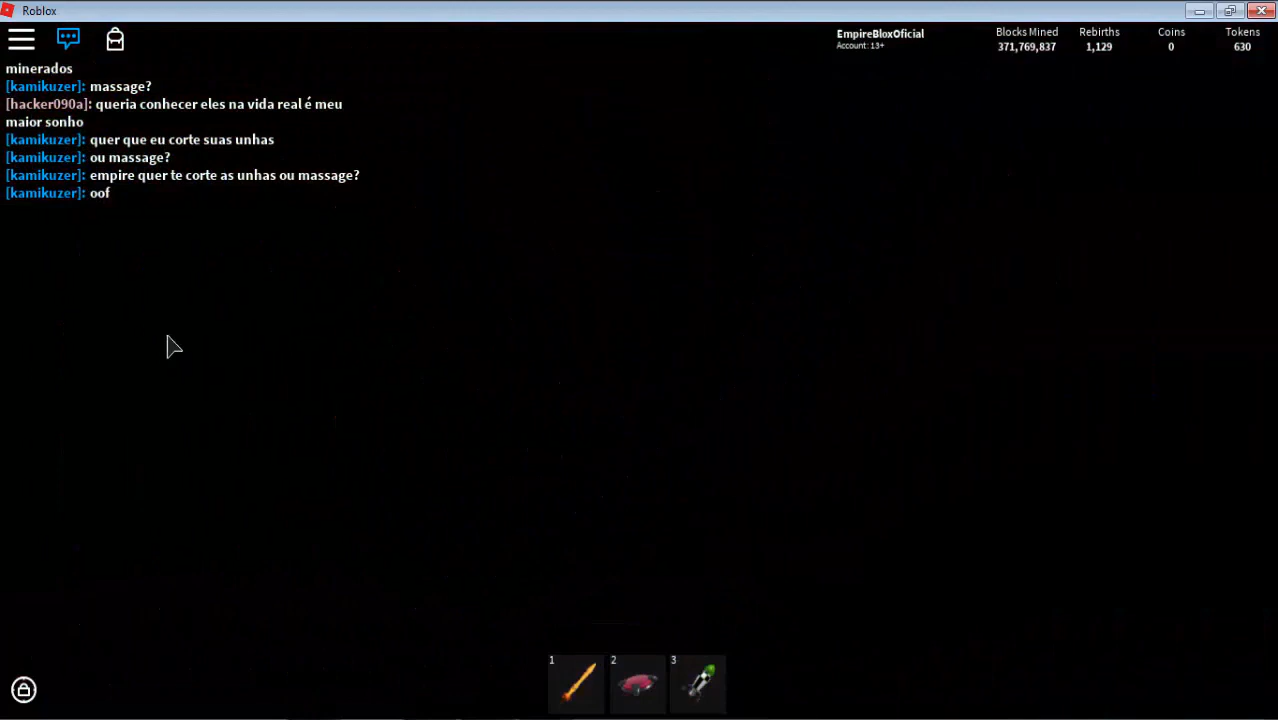 Roblox
EmpireBloxOficial
Account: 13+
Blocks Mined
371,769,837
Rebirths
1,129
Coins
0
Tokens
630
minerados
[kamikuzer]: massage?
[hacker090a]: queria conhecer eles na vida real é meu
maior sonho
[kamikuzer]: quer que eu corte suas unhas
[kamikuzer]: ou massage?
[kamikuzer]: empire quer te corte as unhas ou massage?
[kamikuzer]: oof
1
2
3